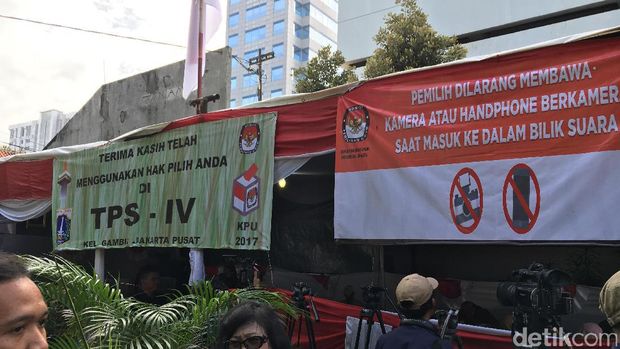 TERIMA KASIH TELAH
MENGGUNAKAN HAK PILIH ANDA
DI
TPS - IV
KEL. GAMBIR JAKARTA PUSAT
KPU
2017
PEMILIH DILARANG MEMBAWA
KAMERA ATAU HANDPHONE BERKAMERA
SAAT MASUK KE DALAM BILIK SUARA
detikcom